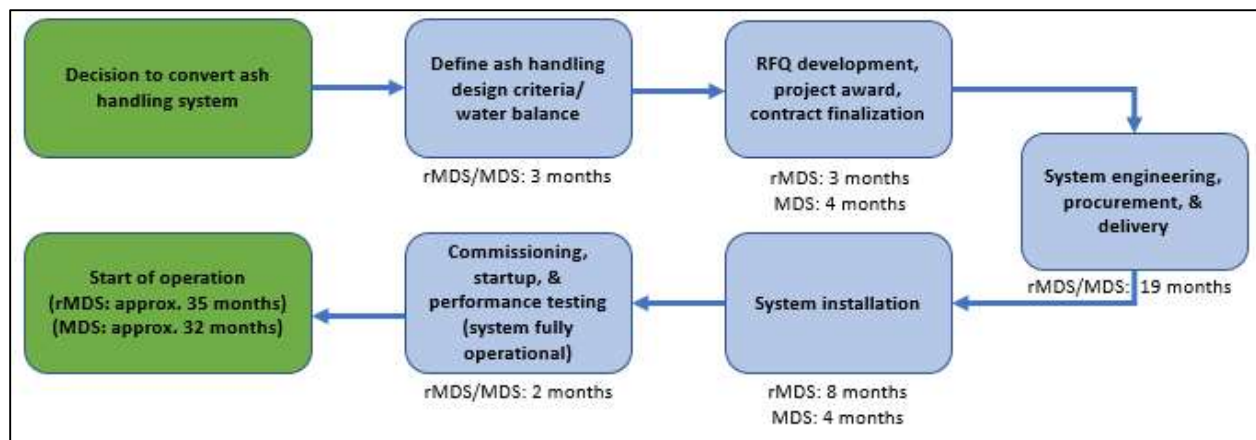 Decision to convert ash
handling system
Define ash handling
design criteria/
water balance
rMDS/MDS: 3 months
RFQ development,
project award,
contract finalization
rMDS: 3 months
MDS: 4 months
System engineering,
procurement, &
delivery
rMDS/MDS: 19 months
System installation
rMDS: 8 months
MDS: 4 months
Commissioning,
startup, &
performance testing
(system fully
operational)
rMDS/MDS: 2 months
Start of operation
(rMDS: approx. 35 months)
(MDS: approx. 32 months)